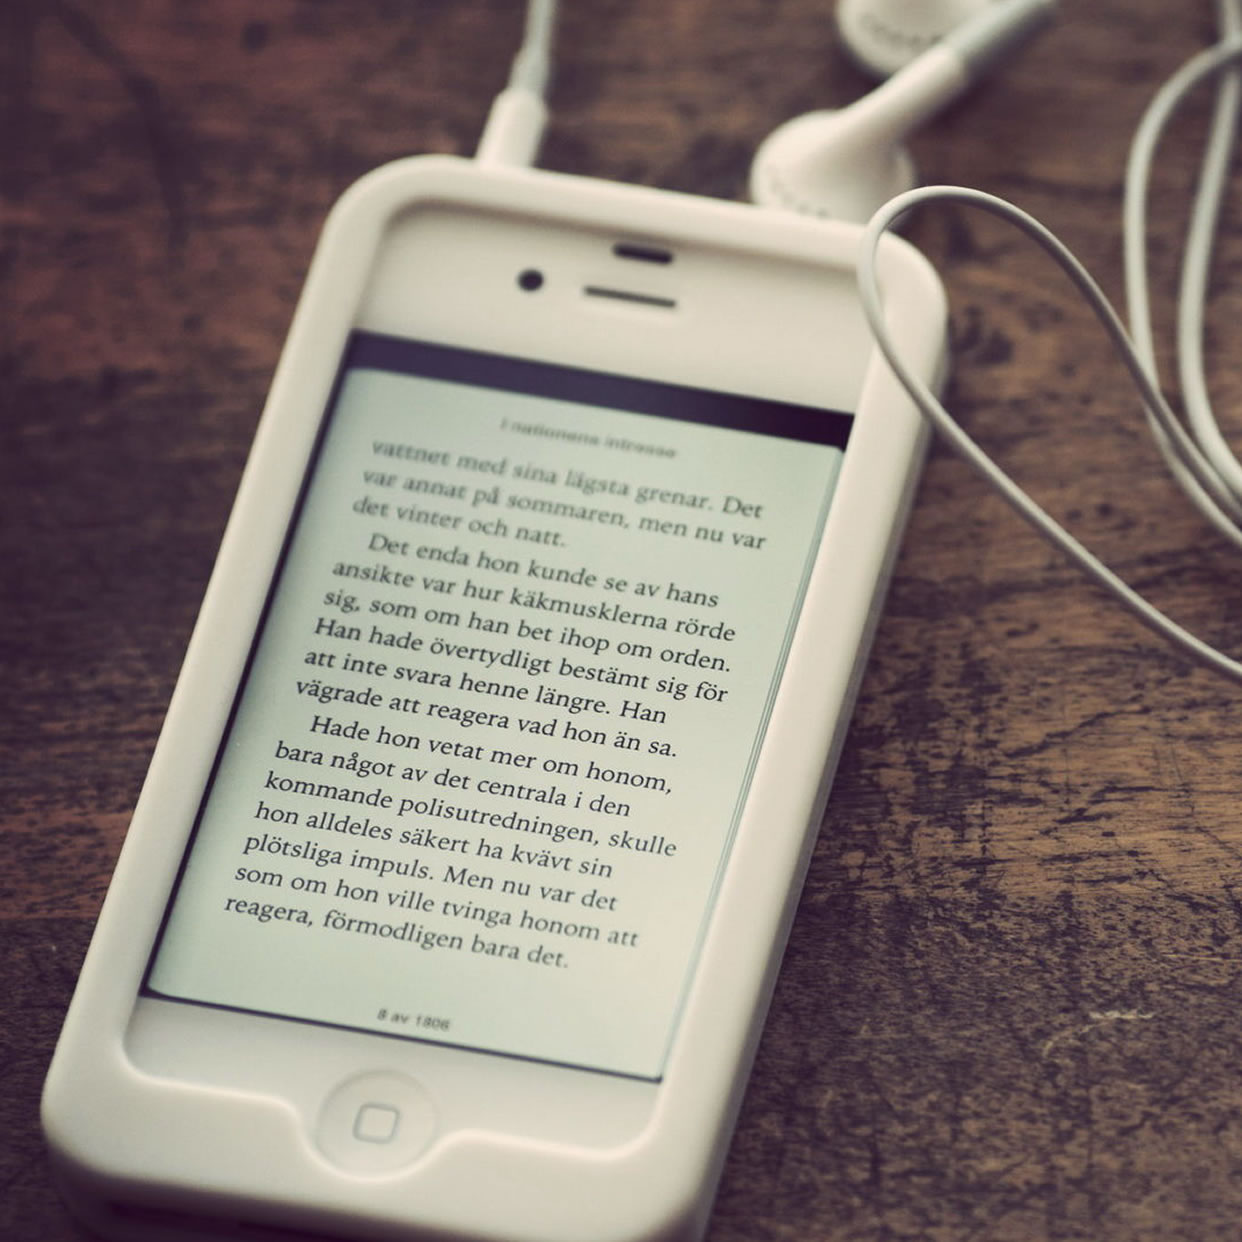 I nationens intresse
vattnet med sina lägsta grenar. Det
var annat på sommaren, men nu var
det vinter och natt.
Det enda hon kunde se av hans
ansikte var hur käkmusklerna rörde
sig, som om han bet ihop om orden.
Han hade övertydligt bestämt sig för
att inte svara henne längre. Han
vägrade att reagera vad hon än sa.
Hade hon vetat mer om honom,
bara något av det centrala i den
kommande polisutredningen, skulle
hon alldeles säkert ha kvävt sin
plötsliga impuls. Men nu var det
som om hon ville tvinga honom att
reagera, förmodligen bara det.
8 av 1806